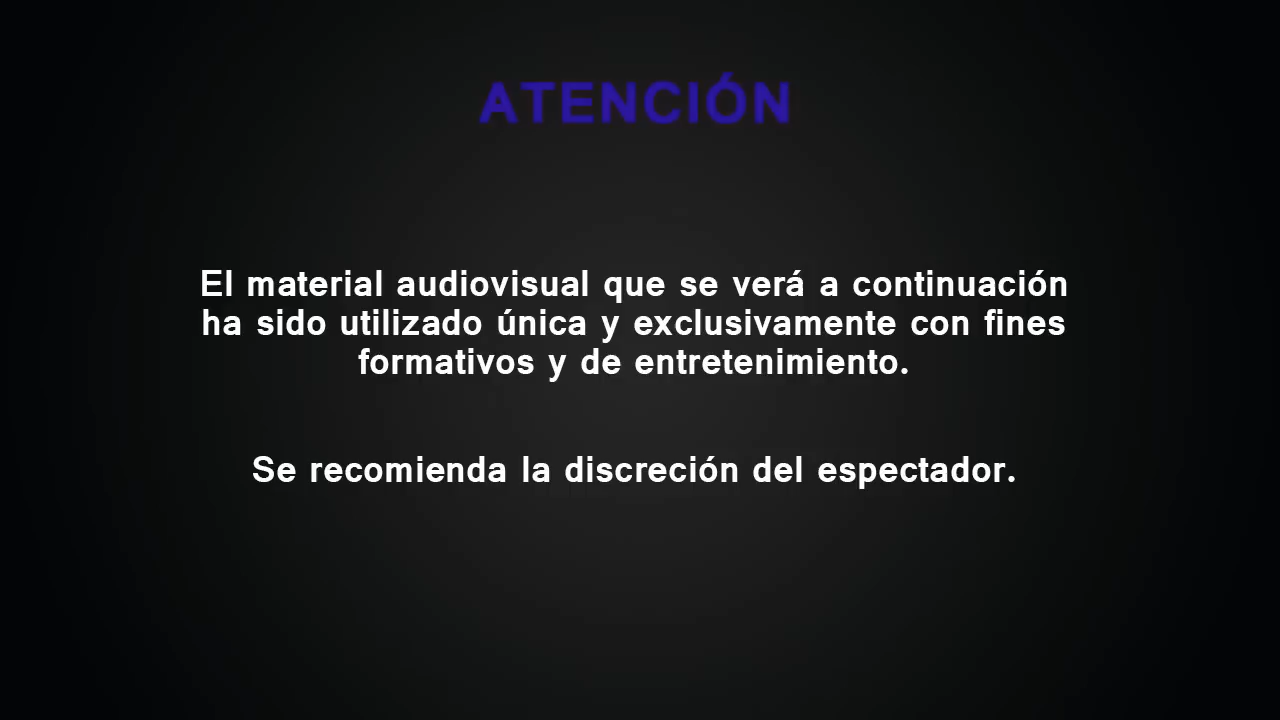 ATENCIÓN
El material audiovisual que se verá a continuación
ha sido utilizado única y exclusivamente con fines
formativos y de entretenimiento.
Se recomienda la discreción del espectador.